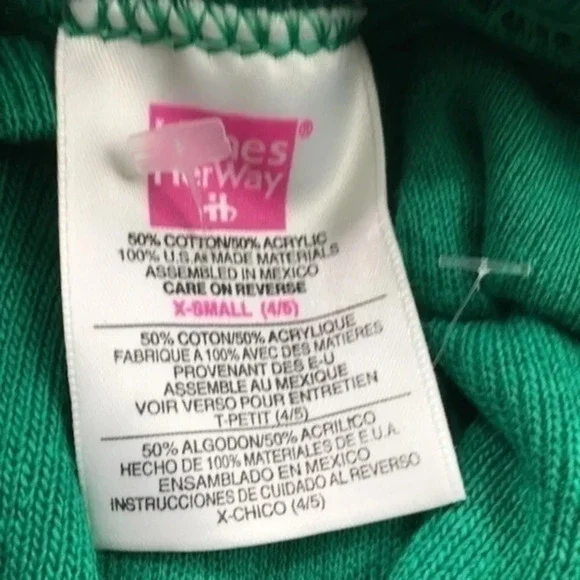 HerWay
®
50% COTTON/50% ACRYLIC
100% U.S.A. MADE MATERIALS
ASSEMBLED IN MEXICO
CARE ON REVERSE
X-SMALL (4/5)
50% COTON/50% ACRYLIQUE
FABRIQUE A 100% AVEC DES MATIERES
PROVENANT DES E-U
ASSEMBLE AU MEXIQUE
VOIR VERSO POUR ENTRETIEN
T-PETIT (4/5)
50% ALGODON/50% ACRILICO
HECHO DE 100% MATERIALES DE E.U.A.
ENSAMBLADO EN MEXICO
INSTRUCCIONES DE CUIDADO AL REVERSO
X-CHICO (4/5)